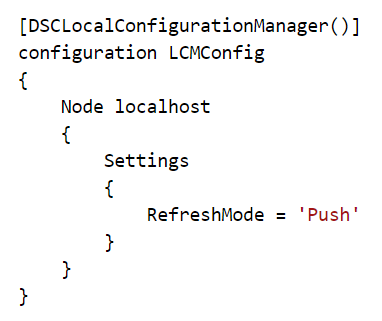 [DSCLocalConfigurationManager()]
configuration LCMConfig
{
    Node localhost
    {
        Settings
        {
            RefreshMode = 'Push'
        }
    }
}